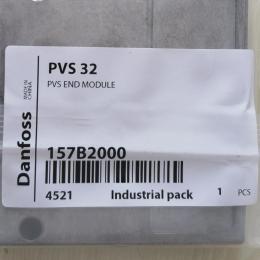 PVS 32
PVS END MODULE
Danfoss
MADE IN
CHINA
157B2000
4521
Industrial pack
1 PCS